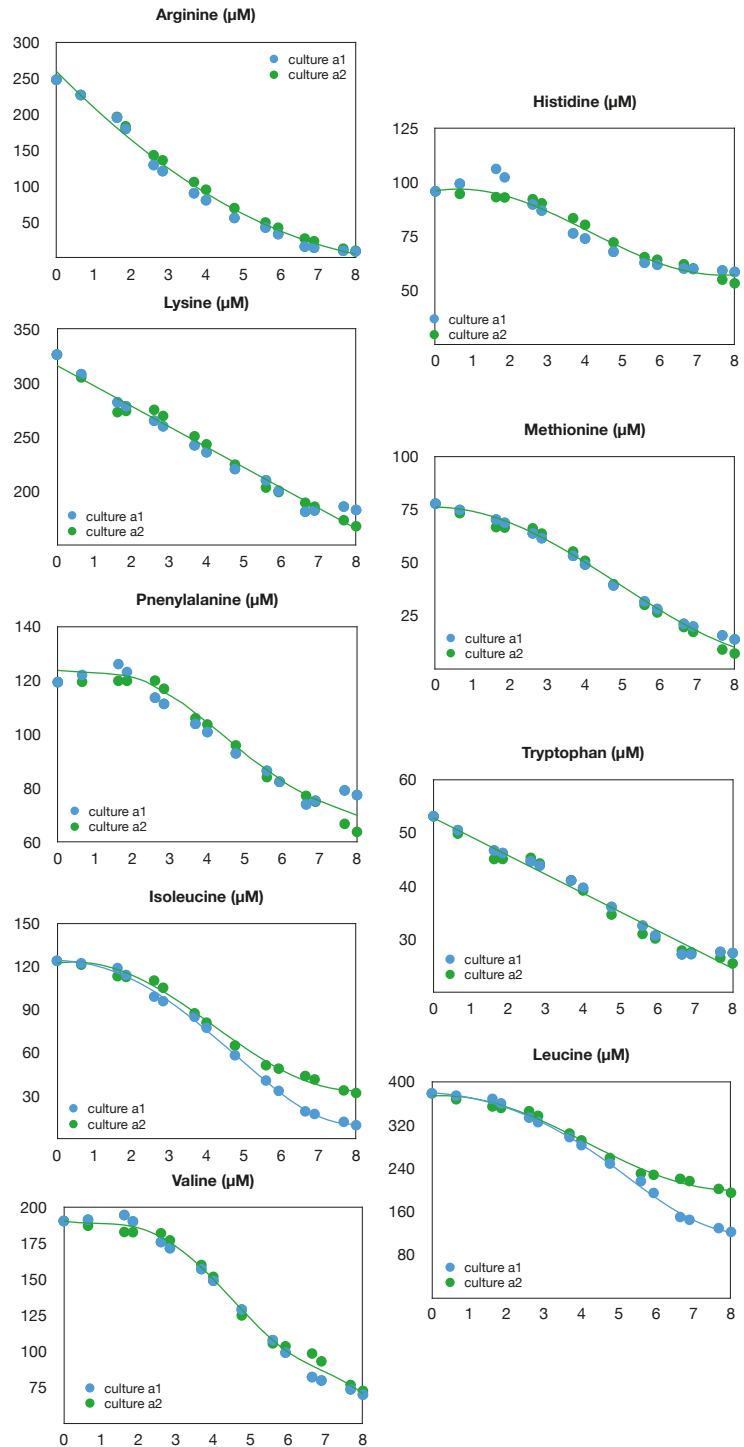 Arginine (µM)
300
250
200
150
100
50
culture a1
culture a2
0 1 2 3 4 5 6 7 8
Lysine (µM)
350
300
250
200
culture a1
culture a2
0 1 2 3 4 5 6 7 8
Pnenylalanine (µM)
140
120
100
80
60
culture a1
culture a2
0 1 2 3 4 5 6 7 8
Isoleucine (µM)
150
120
90
60
30
culture a1
culture a2
0 1 2 3 4 5 6 7 8
Valine (µM)
200
175
150
125
100
75
culture a1
culture a2
0 1 2 3 4 5 6 7 8
Histidine (µM)
125
100
75
50
culture a1
culture a2
0 1 2 3 4 5 6 7 8
Methionine (µM)
100
75
50
25
culture a1
culture a2
0 1 2 3 4 5 6 7 8
Tryptophan (µM)
60
50
40
30
culture a1
culture a2
0 1 2 3 4 5 6 7 8
Leucine (µM)
400
320
240
160
80
culture a1
culture a2
0 1 2 3 4 5 6 7 8